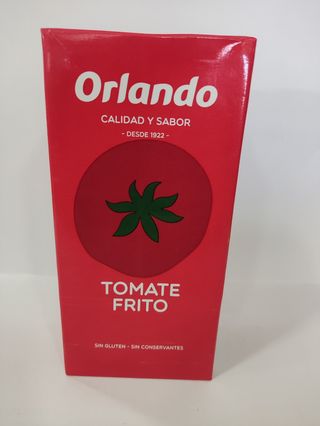 Orlando
CALIDAD Y SABOR
- DESDE 1922 -
TOMATE
FRITO
SIN GLUTEN - SIN CONSERVANTES